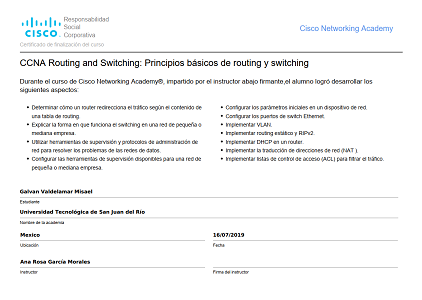 CISCO
Responsabilidad
Social
Corporativa
Cisco Networking Academy
Certificado de finalización del curso
CCNA Routing and Switching: Principios básicos de routing y switching
Durante el curso de Cisco Networking Academy®, impartido por el instructor abajo firmante,el alumno logró desarrollar los
siguientes aspectos:
• Determinar cómo un router redirecciona el tráfico según el contenido de
una tabla de routing.
• Explicar la forma en que funciona el switching en una red de pequeña o
mediana empresa.
• Utilizar herramientas de supervisión y protocolos de administración de
red para resolver los problemas de las redes de datos.
• Configurar las herramientas de supervisión disponibles para una red de
pequeña o mediana empresa.
• Configurar los parámetros iniciales en un dispositivo de red.
• Configurar los puertos de switch Ethernet.
• Implementar VLAN.
• Implementar routing estático y RIPv2.
• Implementar DHCP en un router.
• Implementar la traducción de direcciones de red (NAT ).
• Implementar listas de control de acceso (ACL) para filtrar el tráfico.
Galvan Valdelamar Misael
Estudiante
Universidad Tecnológica de San Juan del Río
Nombre de la academia
Mexico
16/07/2019
Ubicación
Fecha
Ana Rosa García Morales
Instructor
Firma del instructor